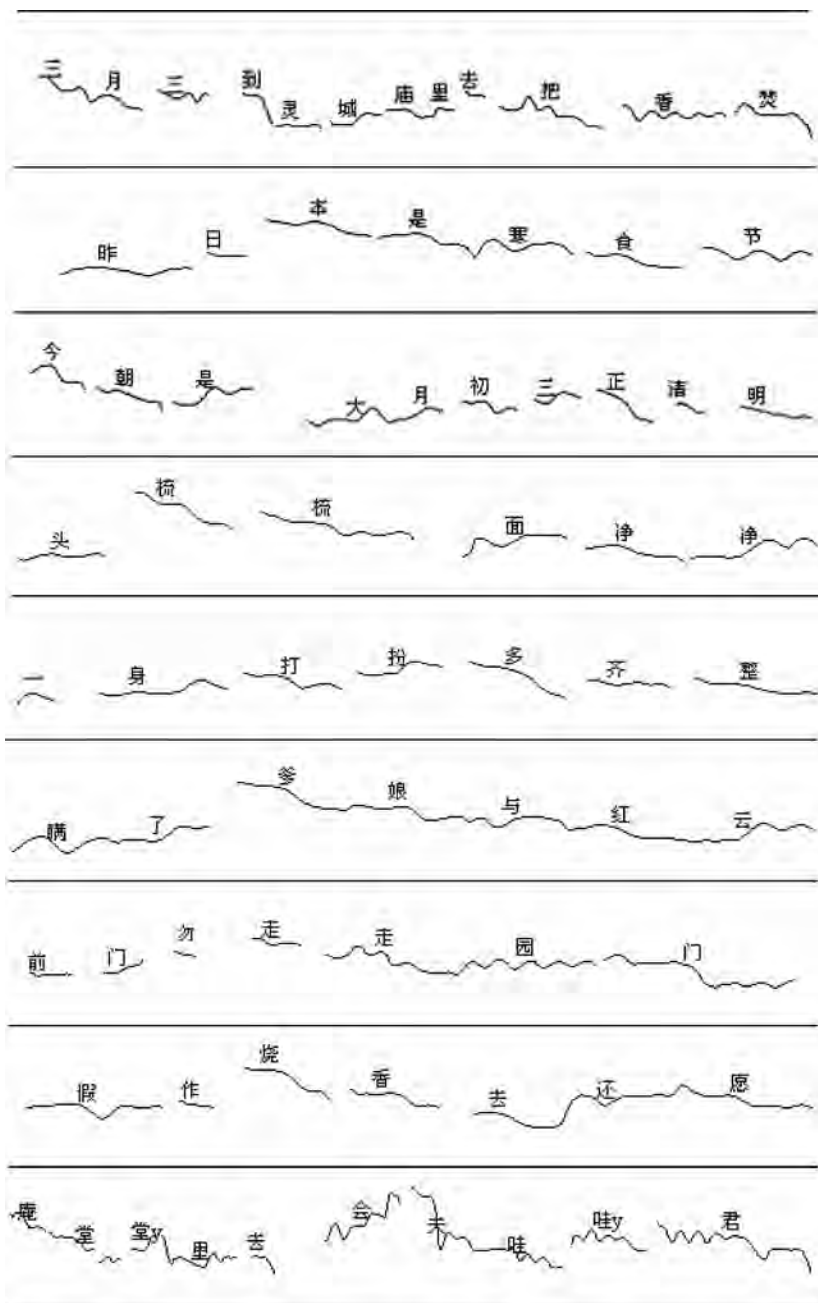 三月三到灵城庙里去把香焚
昨日本是寒食节
今朝是大月初三正清明
头梳梳面净净
一身打扮多齐整
瞒了爹娘与红云
前门勿走走园门
假作烧香去还愿
庵堂堂y里去会夫哇哇y君